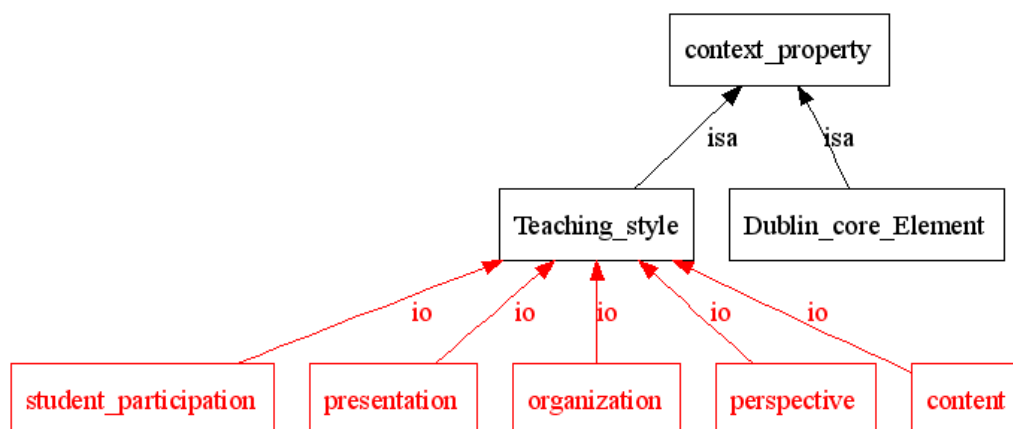 context_property
isa isa
Teaching_style Dublin_core_Element
io io io io io
student_participation presentation organization perspective content